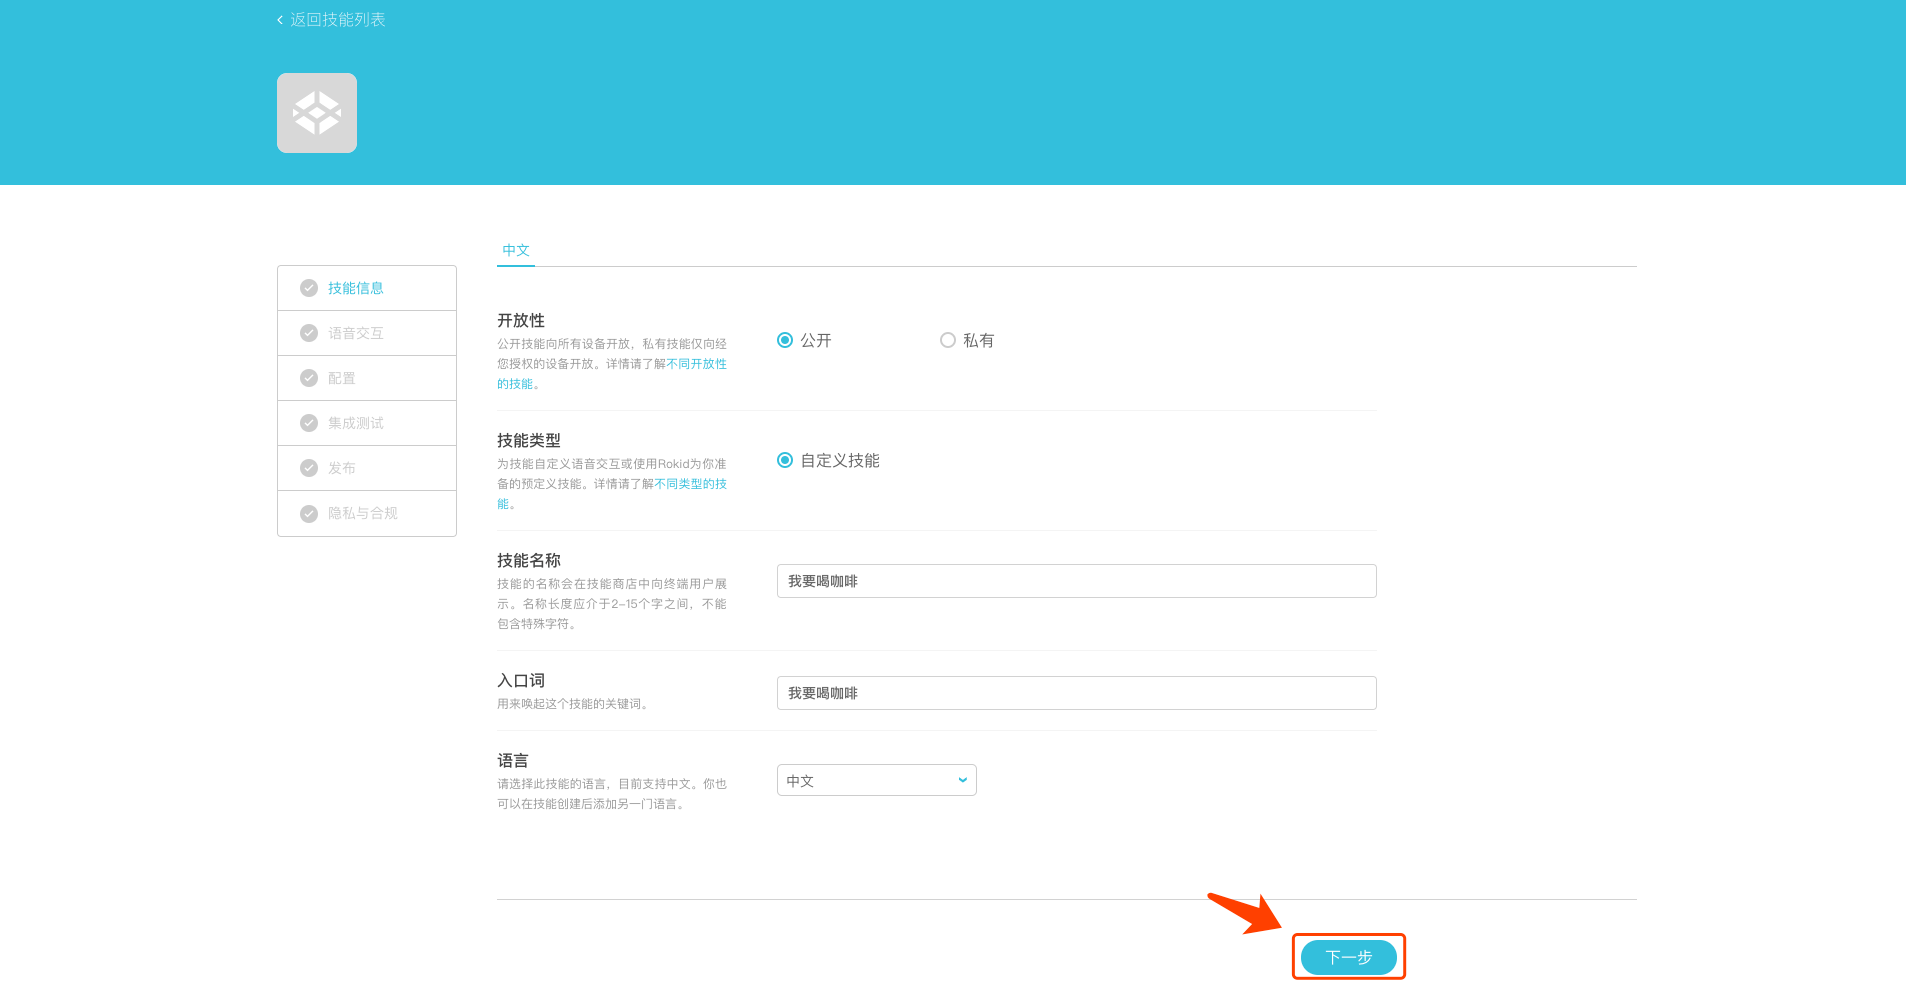 返回技能列表
中文
技能信息
语音交互
配置
集成测试
发布
隐私与合规
开放性
公开技能向所有设备开放，私有技能仅向经
您授权的设备开放。详情请了解不同开放性
的技能。
公开
私有
技能类型
为技能自定义语音交互或使用Rokid为你准
备的预定义技能。详情请了解不同类型的技
能。
自定义技能
技能名称
技能的名称会在技能商店中向终端用户展
示。名称长度应介于2-15个字之间，不能
包含特殊字符。
我要喝咖啡
入口词
用来唤起这个技能的关键词。
我要喝咖啡
语言
请选择此技能的语言，目前支持中文。你也
可以在技能创建后添加另一门语言。
中文
下一步